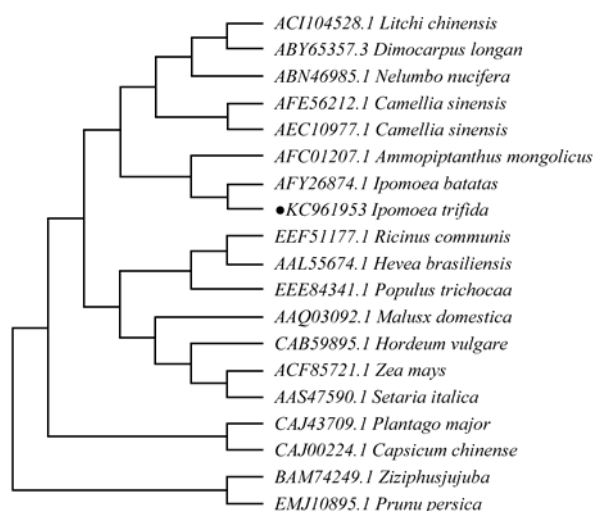 ACI104528.1 Litchi chinensis
ABY65357.3 Dimocarpus longan
ABN46985.1 Nelumbo nucifera
AFE56212.1 Camellia sinensis
AEC10977.1 Camellia sinensis
AFC01207.1 Ammopiptanthus mongolicus
AFY26874.1 Ipomoea batatas
●KC961953 Ipomoea trifida
EEF51177.1 Ricinus communis
AAL55674.1 Hevea brasiliensis
EEE84341.1 Populus trichocaa
AAQ03092.1 Malusx domestica
CAB59895.1 Hordeum vulgare
ACF85721.1 Zea mays
AAS47590.1 Setaria italica
CAJ43709.1 Plantago major
CAJ00224.1 Capsicum chinense
BAM74249.1 Ziziphusjujuba
EMJ10895.1 Prunu persica